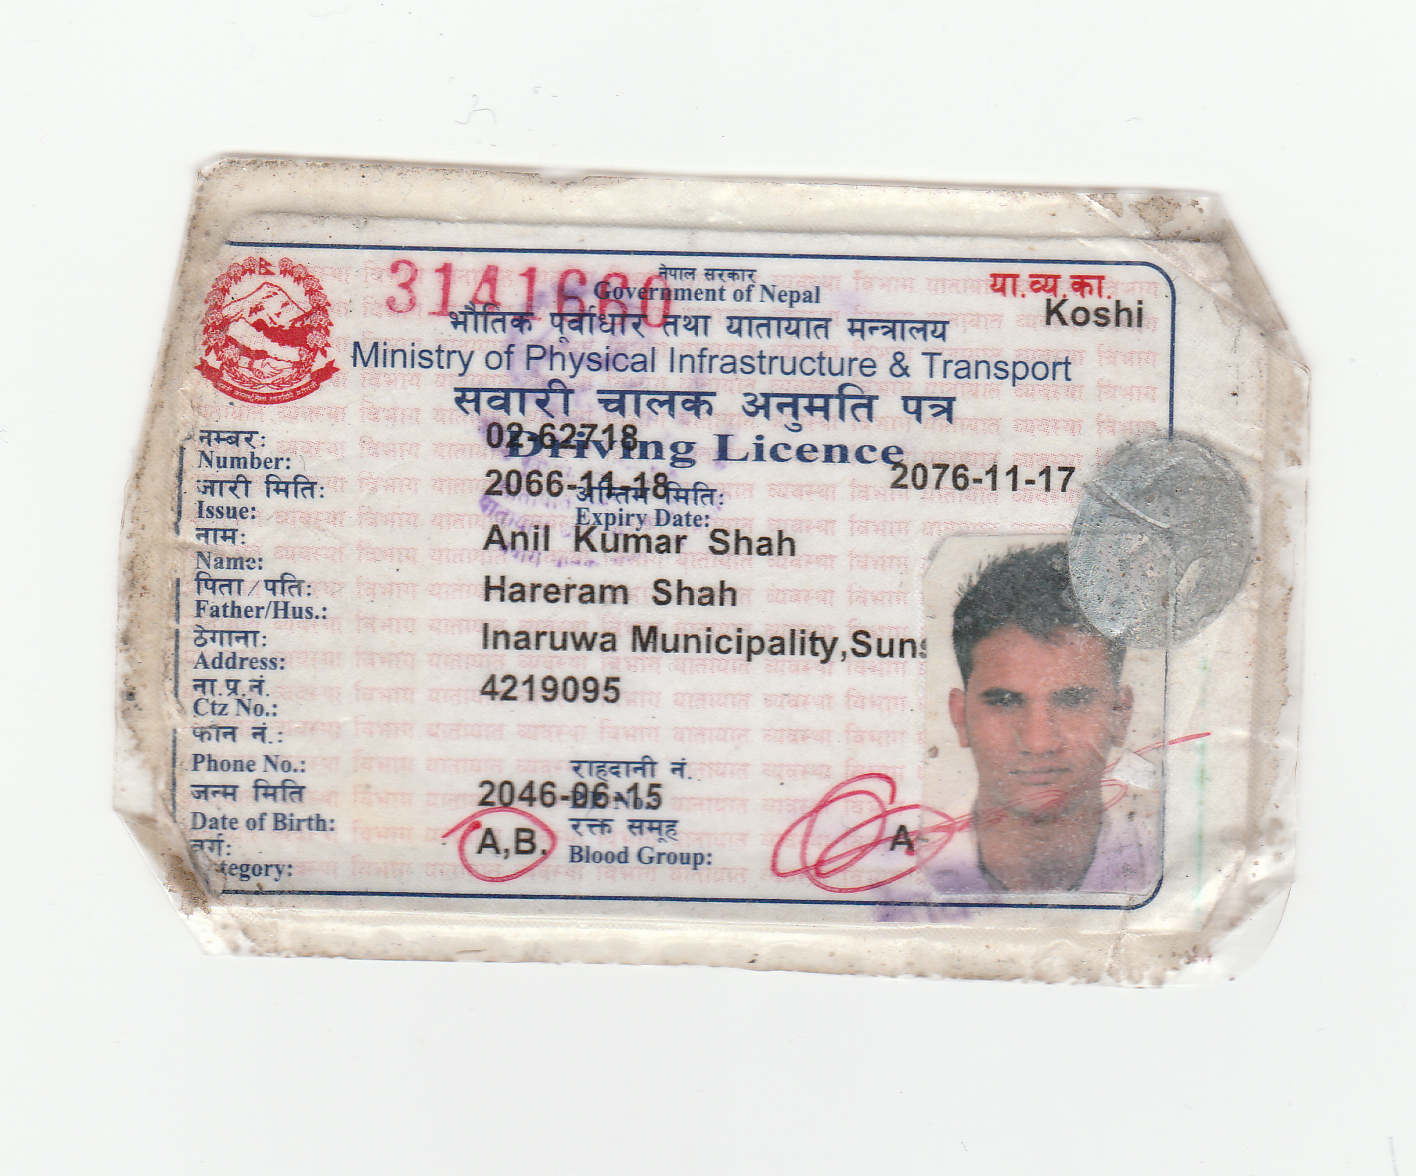 3141660
नेपाल सरकार
Government of Nepal
या.व्य.का.
Koshi
भौतिक पूर्वाधार तथा यातायात मन्त्रालय
Ministry of Physical Infrastructure & Transport
सवारी चालक अनुमति पत्र
Driving Licence
नम्बर: 02-62718
Number:
जारी मिति: 2066-11-18 अन्तिम मिति: 2076-11-17
Issue: Expiry Date:
नाम: Anil Kumar Shah
Name:
पिता/पति: Hareram Shah
Father/Hus.:
ठेगाना: Inaruwa Municipality,Suns
Address:
ना.प्र.नं. 4219095
Ctz No.:
फोन नं.:
Phone No.: राहदानी नं.
जन्म मिति 2046-06-15
Date of Birth: रक्त समूह
वर्ग: A,B. A
Blood Group:
tegory: